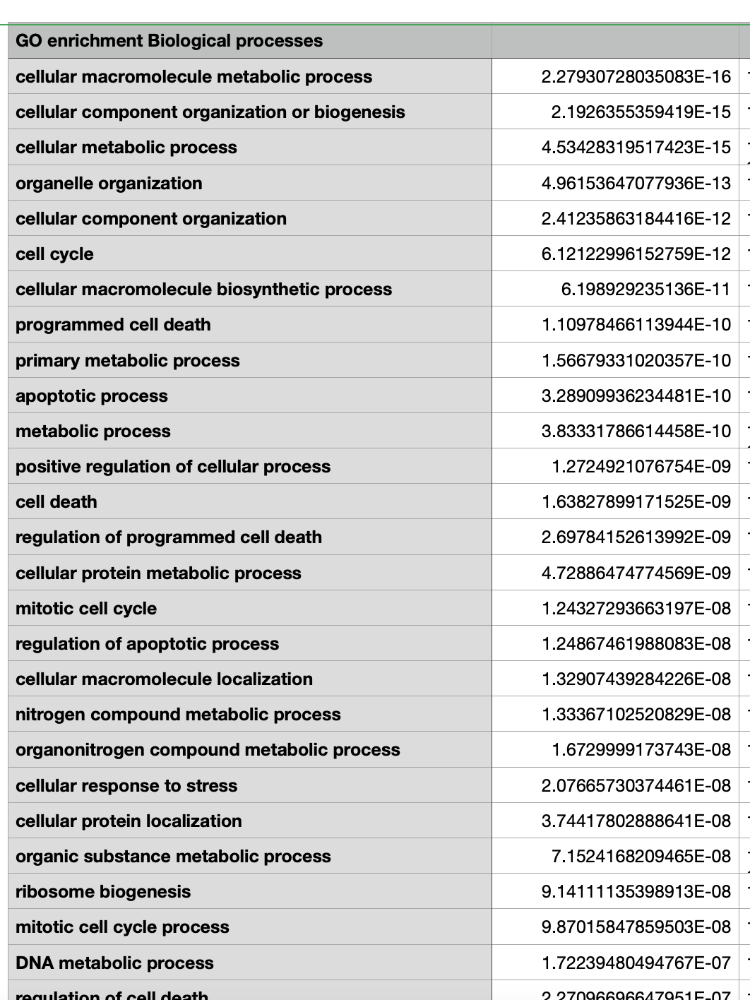 GO enrichment Biological processes
cellular macromolecule metabolic process 2.27930728035083E-16
cellular component organization or biogenesis 2.1926355359419E-15
cellular metabolic process 4.53428319517423E-15
organelle organization 4.96153647077936E-13
cellular component organization 2.41235863184416E-12
cell cycle 6.12122996152759E-12
cellular macromolecule biosynthetic process 6.198929235136E-11
programmed cell death 1.10978466113944E-10
primary metabolic process 1.56679331020357E-10
apoptotic process 3.28909936234481E-10
metabolic process 3.83331786614458E-10
positive regulation of cellular process 1.2724921076754E-09
cell death 1.63827899171525E-09
regulation of programmed cell death 2.69784152613992E-09
cellular protein metabolic process 4.72886474774569E-09
mitotic cell cycle 1.24327293663197E-08
regulation of apoptotic process 1.24867461988083E-08
cellular macromolecule localization 1.32907439284226E-08
nitrogen compound metabolic process 1.33367102520829E-08
organonitrogen compound metabolic process 1.6729999173743E-08
cellular response to stress 2.07665730374461E-08
cellular protein localization 3.74417802888641E-08
organic substance metabolic process 7.1524168209465E-08
ribosome biogenesis 9.14111135398913E-08
mitotic cell cycle process 9.87015847859503E-08
DNA metabolic process 1.72239480494767E-07
regulation of cell death 2.27096696647951E-07